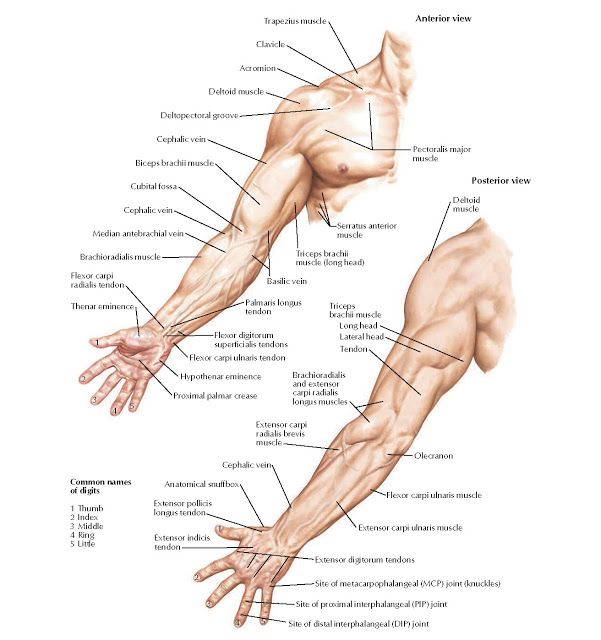 Anterior view
Trapezius muscle
Clavicle
Acromion
Deltoid muscle
Deltopectoral groove
Cephalic vein
Biceps brachii muscle
Cubital fossa
Cephalic vein
Median antebrachial vein
Brachioradialis muscle
Flexor carpi
radialis tendon
Thenar eminence
Pectoralis major
muscle
Serratus anterior
muscle
Triceps brachii
muscle (long head)
Basilic vein
Palmaris longus
tendon
Flexor digitorum
superficialis tendons
Flexor carpi ulnaris tendon
Hypothenar eminence
Proximal palmar crease
1
2
3
4
5
Posterior view
Deltoid
muscle
Triceps
brachii muscle
Long head
Lateral head
Tendon
Brachioradialis
and extensor
carpi radialis
longus muscles
Extensor carpi
radialis brevis
muscle
Cephalic vein
Anatomical snuffbox
Extensor pollicis
longus tendon
Extensor indicis
tendon
Olecranon
Flexor carpi ulnaris muscle
Extensor carpi ulnaris muscle
Extensor digitorum tendons
Site of metacarpophalangeal (MCP) joint (knuckles)
Site of proximal interphalangeal (PIP) joint
Site of distal interphalangeal (DIP) joint
1
2
3
4
5
Common names
of digits
1 Thumb
2 Index
3 Middle
4 Ring
5 Little